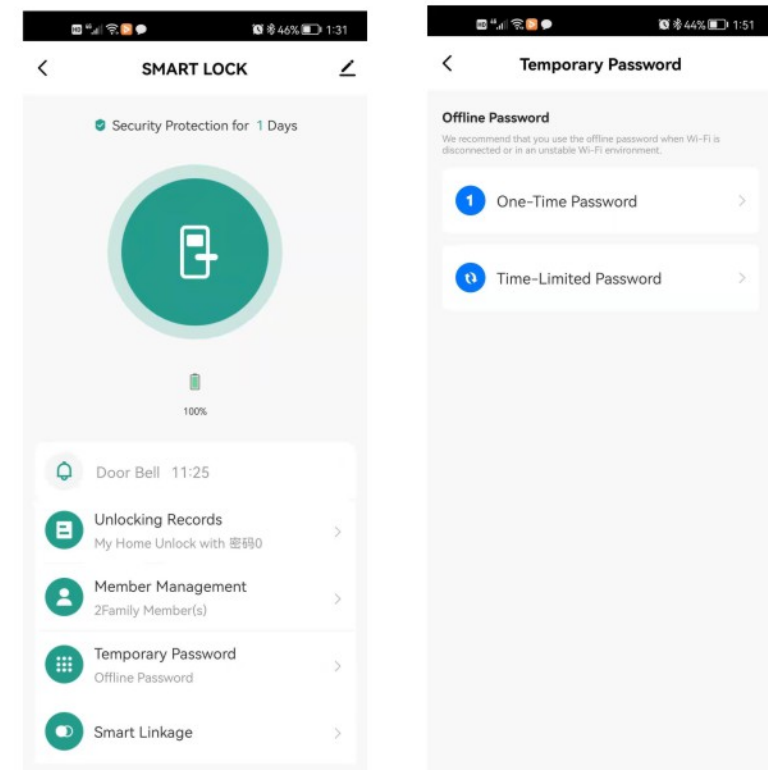 HD 46 46% 1:31
SMART LOCK
Security Protection for 1 Days
100%
Door Bell 11:25
Unlocking Records
My Home Unlock with 密码0
Member Management
2Family Member(s)
Temporary Password
Offline Password
Smart Linkage
HD 44% 1:51
Temporary Password
Offline Password
We recommend that you use the offline password when Wi-Fi is
disconnected or in an unstable Wi-Fi environment.
1 One-Time Password
Time-Limited Password